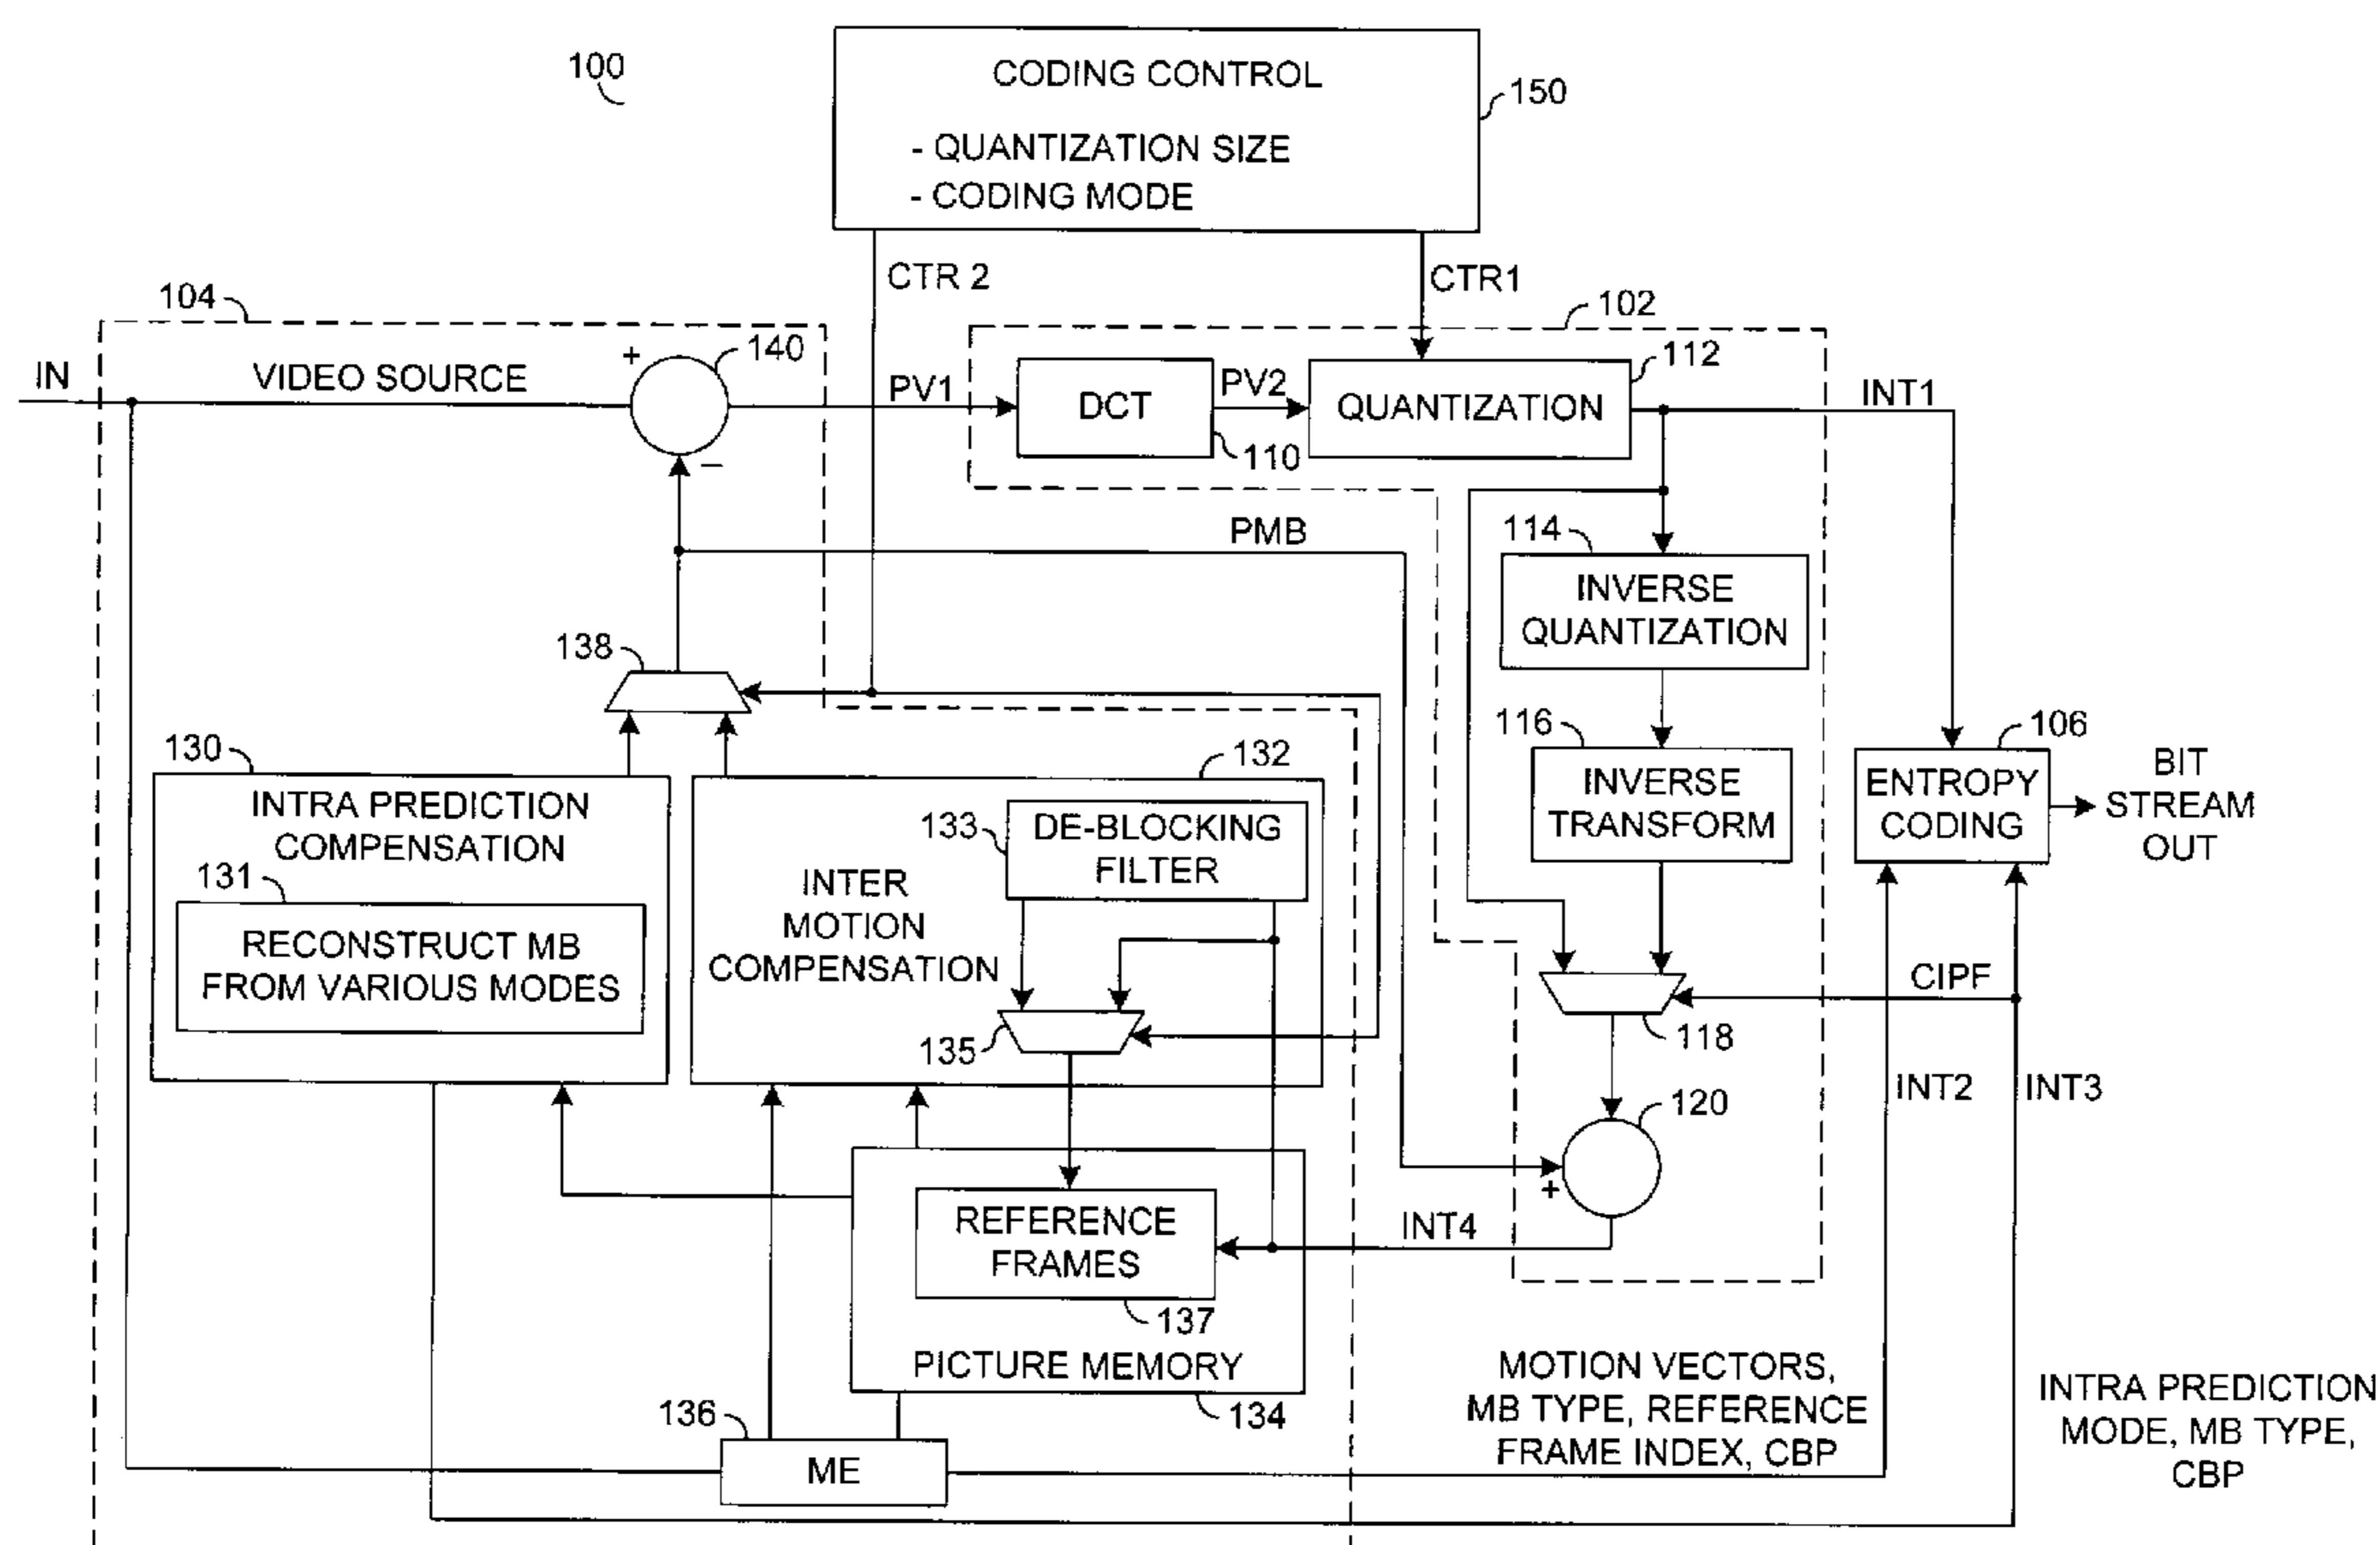 100
CODING CONTROL
- QUANTIZATION SIZE
- CODING MODE
150
CTR 2
CTR1
104
102
IN
VIDEO SOURCE
+
140
–
PV1
DCT
110
PV2
QUANTIZATION
112
INT1
PMB
114
INVERSE
QUANTIZATION
138
116
INVERSE
TRANSFORM
106
ENTROPY
CODING
BIT
STREAM
OUT
130
INTRA PREDICTION
COMPENSATION
131
RECONSTRUCT MB
FROM VARIOUS MODES
132
133
DE-BLOCKING
FILTER
INTER
MOTION
COMPENSATION
135
CIPF
118
INT2
INT3
120
+
REFERENCE
FRAMES
137
INT4
PICTURE MEMORY
134
136
ME
MOTION VECTORS,
MB TYPE, REFERENCE
FRAME INDEX, CBP
INTRA PREDICTION
MODE, MB TYPE,
CBP